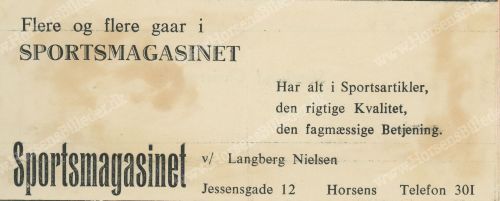 Flere og flere gaar i
SPORTSMAGASINET
Har alt i Sportsartikler,
den rigtige Kvalitet,
den fagmæssige Betjening.
Sportsmagasinet v/ Langberg Nielsen
Jessensgade 12 Horsens Telefon 301